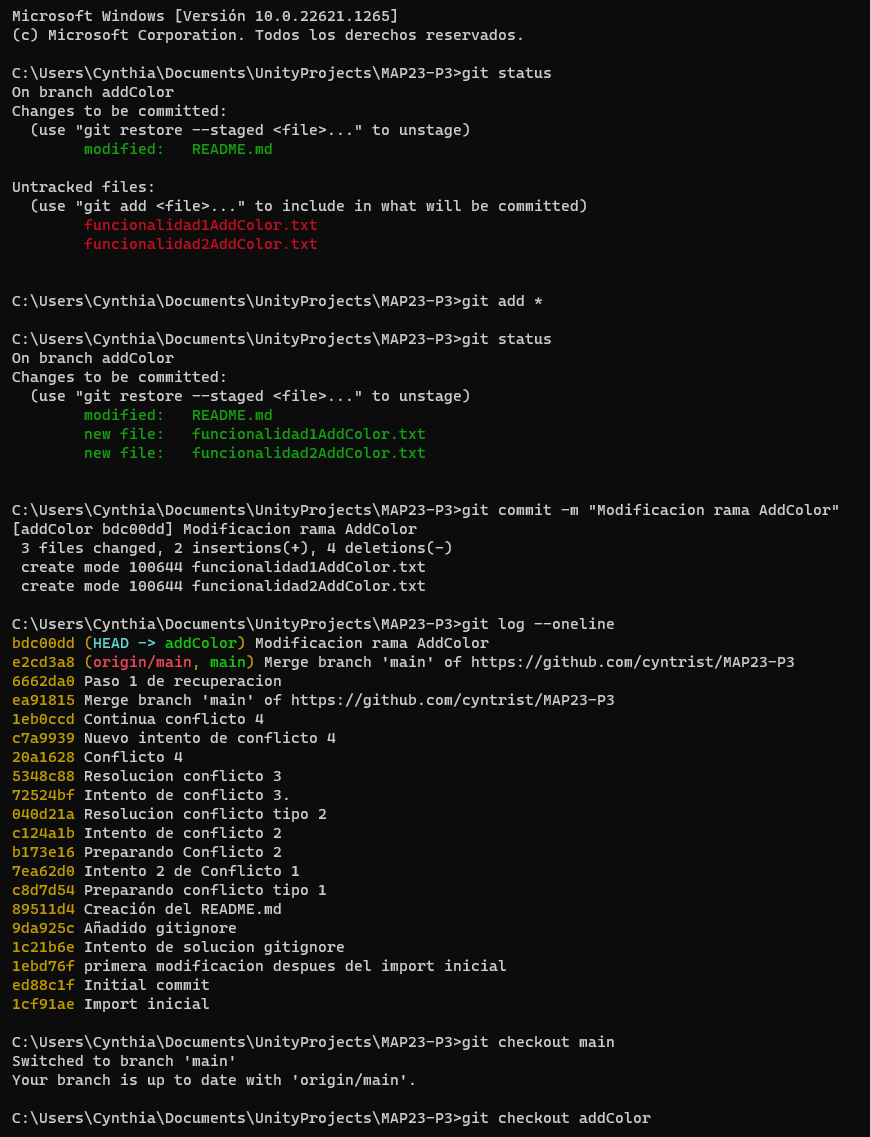 Microsoft Windows [Versión 10.0.22621.1265]
(c) Microsoft Corporation. Todos los derechos reservados.
C:\Users\Cynthia\Documents\UnityProjects\MAP23-P3>git status
On branch addColor
Changes to be committed:
  (use "git restore --staged <file>..." to unstage)
        modified:   README.md
Untracked files:
  (use "git add <file>..." to include in what will be committed)
        funcionalidad1AddColor.txt
        funcionalidad2AddColor.txt
C:\Users\Cynthia\Documents\UnityProjects\MAP23-P3>git add *
C:\Users\Cynthia\Documents\UnityProjects\MAP23-P3>git status
On branch addColor
Changes to be committed:
  (use "git restore --staged <file>..." to unstage)
        modified:   README.md
        new file:   funcionalidad1AddColor.txt
        new file:   funcionalidad2AddColor.txt
C:\Users\Cynthia\Documents\UnityProjects\MAP23-P3>git commit -m "Modificacion rama AddColor"
[addColor bdc00dd] Modificacion rama AddColor
 3 files changed, 2 insertions(+), 4 deletions(-)
 create mode 100644 funcionalidad1AddColor.txt
 create mode 100644 funcionalidad2AddColor.txt
C:\Users\Cynthia\Documents\UnityProjects\MAP23-P3>git log --oneline
bdc00dd (HEAD -> addColor) Modificacion rama AddColor
e2cd3a8 (origin/main, main) Merge branch 'main' of https://github.com/cyntrist/MAP23-P3
6662da0 Paso 1 de recuperacion
ea91815 Merge branch 'main' of https://github.com/cyntrist/MAP23-P3
1eb0ccd Continua conflicto 4
c7a9939 Nuevo intento de conflicto 4
20a1628 Conflicto 4
5348c88 Resolucion conflicto 3
72524bf Intento de conflicto 3.
040d21a Resolucion conflicto tipo 2
c124a1b Intento de conflicto 2
b173e16 Preparando Conflicto 2
7ea62d0 Intento 2 de Conflicto 1
c8d7d54 Preparando conflicto tipo 1
89511d4 Creación del README.md
9da925c Añadido gitignore
1c21b6e Intento de solucion gitignore
1ebd76f primera modificacion despues del import inicial
ed88c1f Initial commit
1cf91ae Import inicial
C:\Users\Cynthia\Documents\UnityProjects\MAP23-P3>git checkout main
Switched to branch 'main'
Your branch is up to date with 'origin/main'.
C:\Users\Cynthia\Documents\UnityProjects\MAP23-P3>git checkout addColor